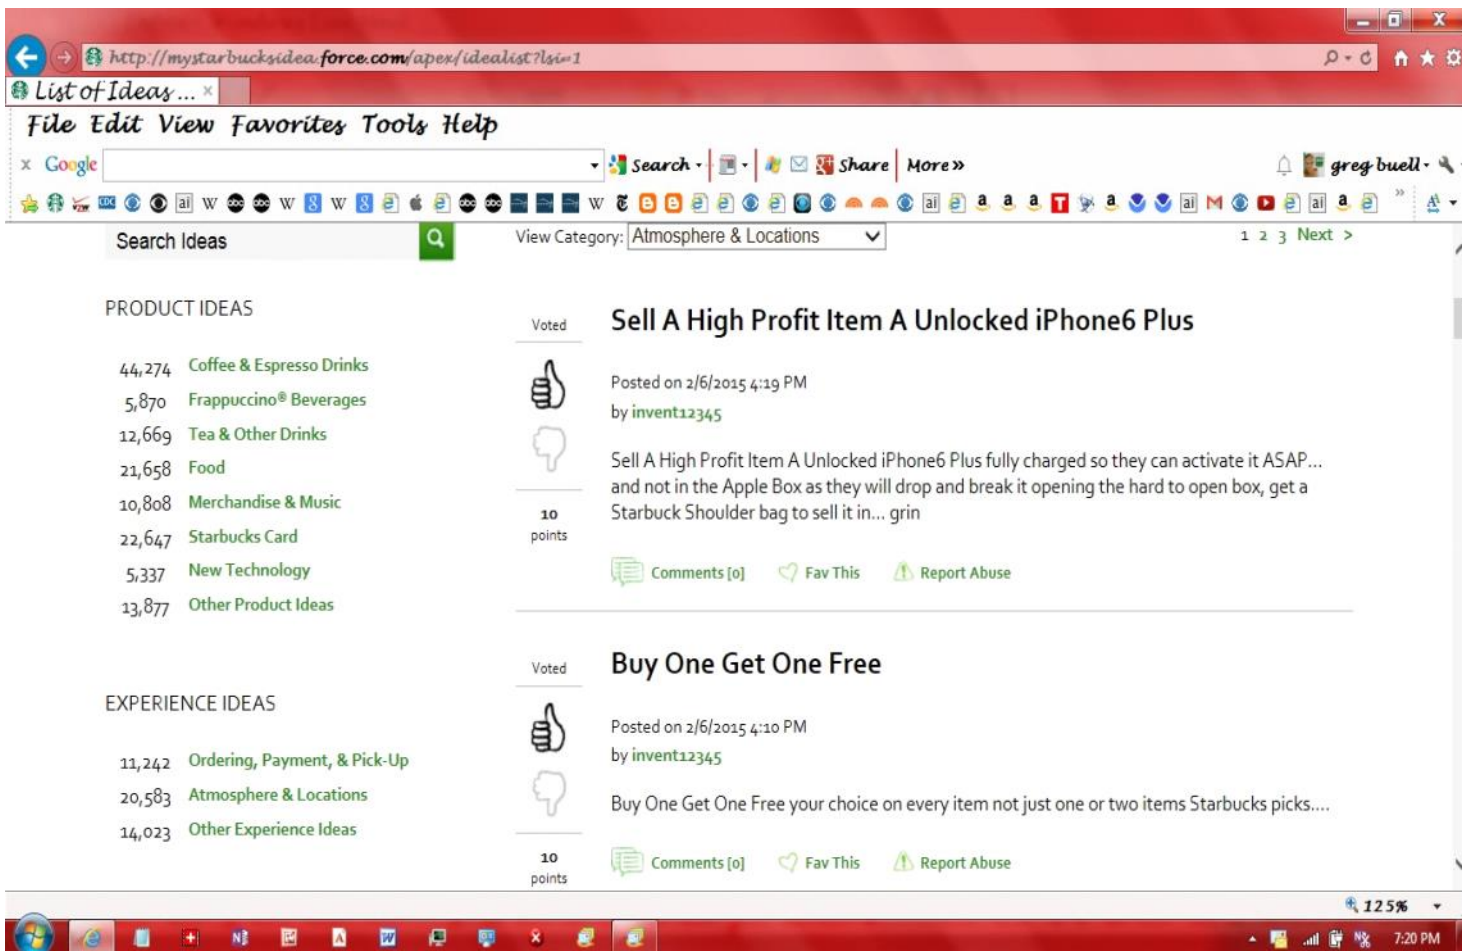 http://mystarbucksidea.force.com/apex/idealist?lsi=1
List of Ideas ... ×
File Edit View Favorites Tools Help
x Google Search Share More »
greg buell
Search Ideas
View Category: Atmosphere & Locations
1 2 3 Next >
PRODUCT IDEAS
44,274 Coffee & Espresso Drinks
5,870 Frappuccino® Beverages
12,669 Tea & Other Drinks
21,658 Food
10,808 Merchandise & Music
22,647 Starbucks Card
5,337 New Technology
13,877 Other Product Ideas
EXPERIENCE IDEAS
11,242 Ordering, Payment, & Pick-Up
20,583 Atmosphere & Locations
14,023 Other Experience Ideas
Voted
Sell A High Profit Item A Unlocked iPhone6 Plus
Posted on 2/6/2015 4:19 PM
by invent12345
Sell A High Profit Item A Unlocked iPhone6 Plus fully charged so they can activate it ASAP...
and not in the Apple Box as they will drop and break it opening the hard to open box, get a
Starbuck Shoulder bag to sell it in... grin
10
points
Comments [0] Fav This Report Abuse
Voted
Buy One Get One Free
Posted on 2/6/2015 4:10 PM
by invent12345
Buy One Get One Free your choice on every item not just one or two items Starbucks picks....
10
points
Comments [0] Fav This Report Abuse
125%
7:20 PM